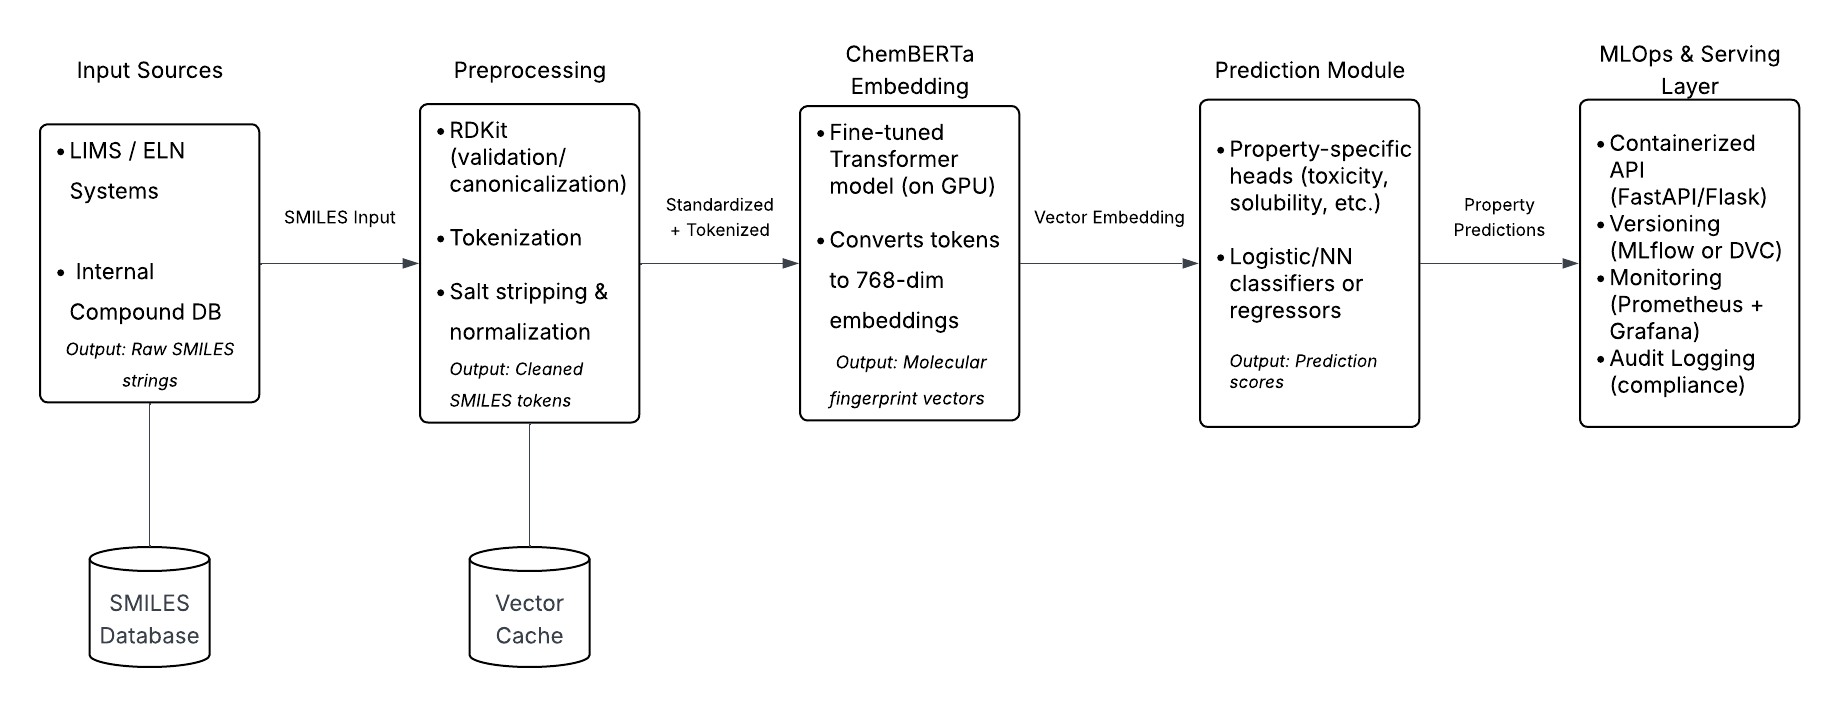 Input Sources
• LIMS / ELN
Systems
• Internal
Compound DB
Output: Raw SMILES
strings
SMILES Input
Preprocessing
• RDKit
(validation/
canonicalization)
• Tokenization
• Salt stripping &
normalization
Output: Cleaned
SMILES tokens
Standardized
+ Tokenized
ChemBERTa
Embedding
• Fine-tuned
Transformer
model (on GPU)
• Converts tokens
to 768-dim
embeddings
Output: Molecular
fingerprint vectors
Vector Embedding
Prediction Module
• Property-specific
heads (toxicity,
solubility, etc.)
• Logistic/NN
classifiers or
regressors
Output: Prediction
scores
Property
Predictions
MLOps & Serving
Layer
• Containerized
API
(FastAPI/Flask)
• Versioning
(MLflow or DVC)
• Monitoring
(Prometheus +
Grafana)
• Audit Logging
(compliance)
SMILES
Database
Vector
Cache